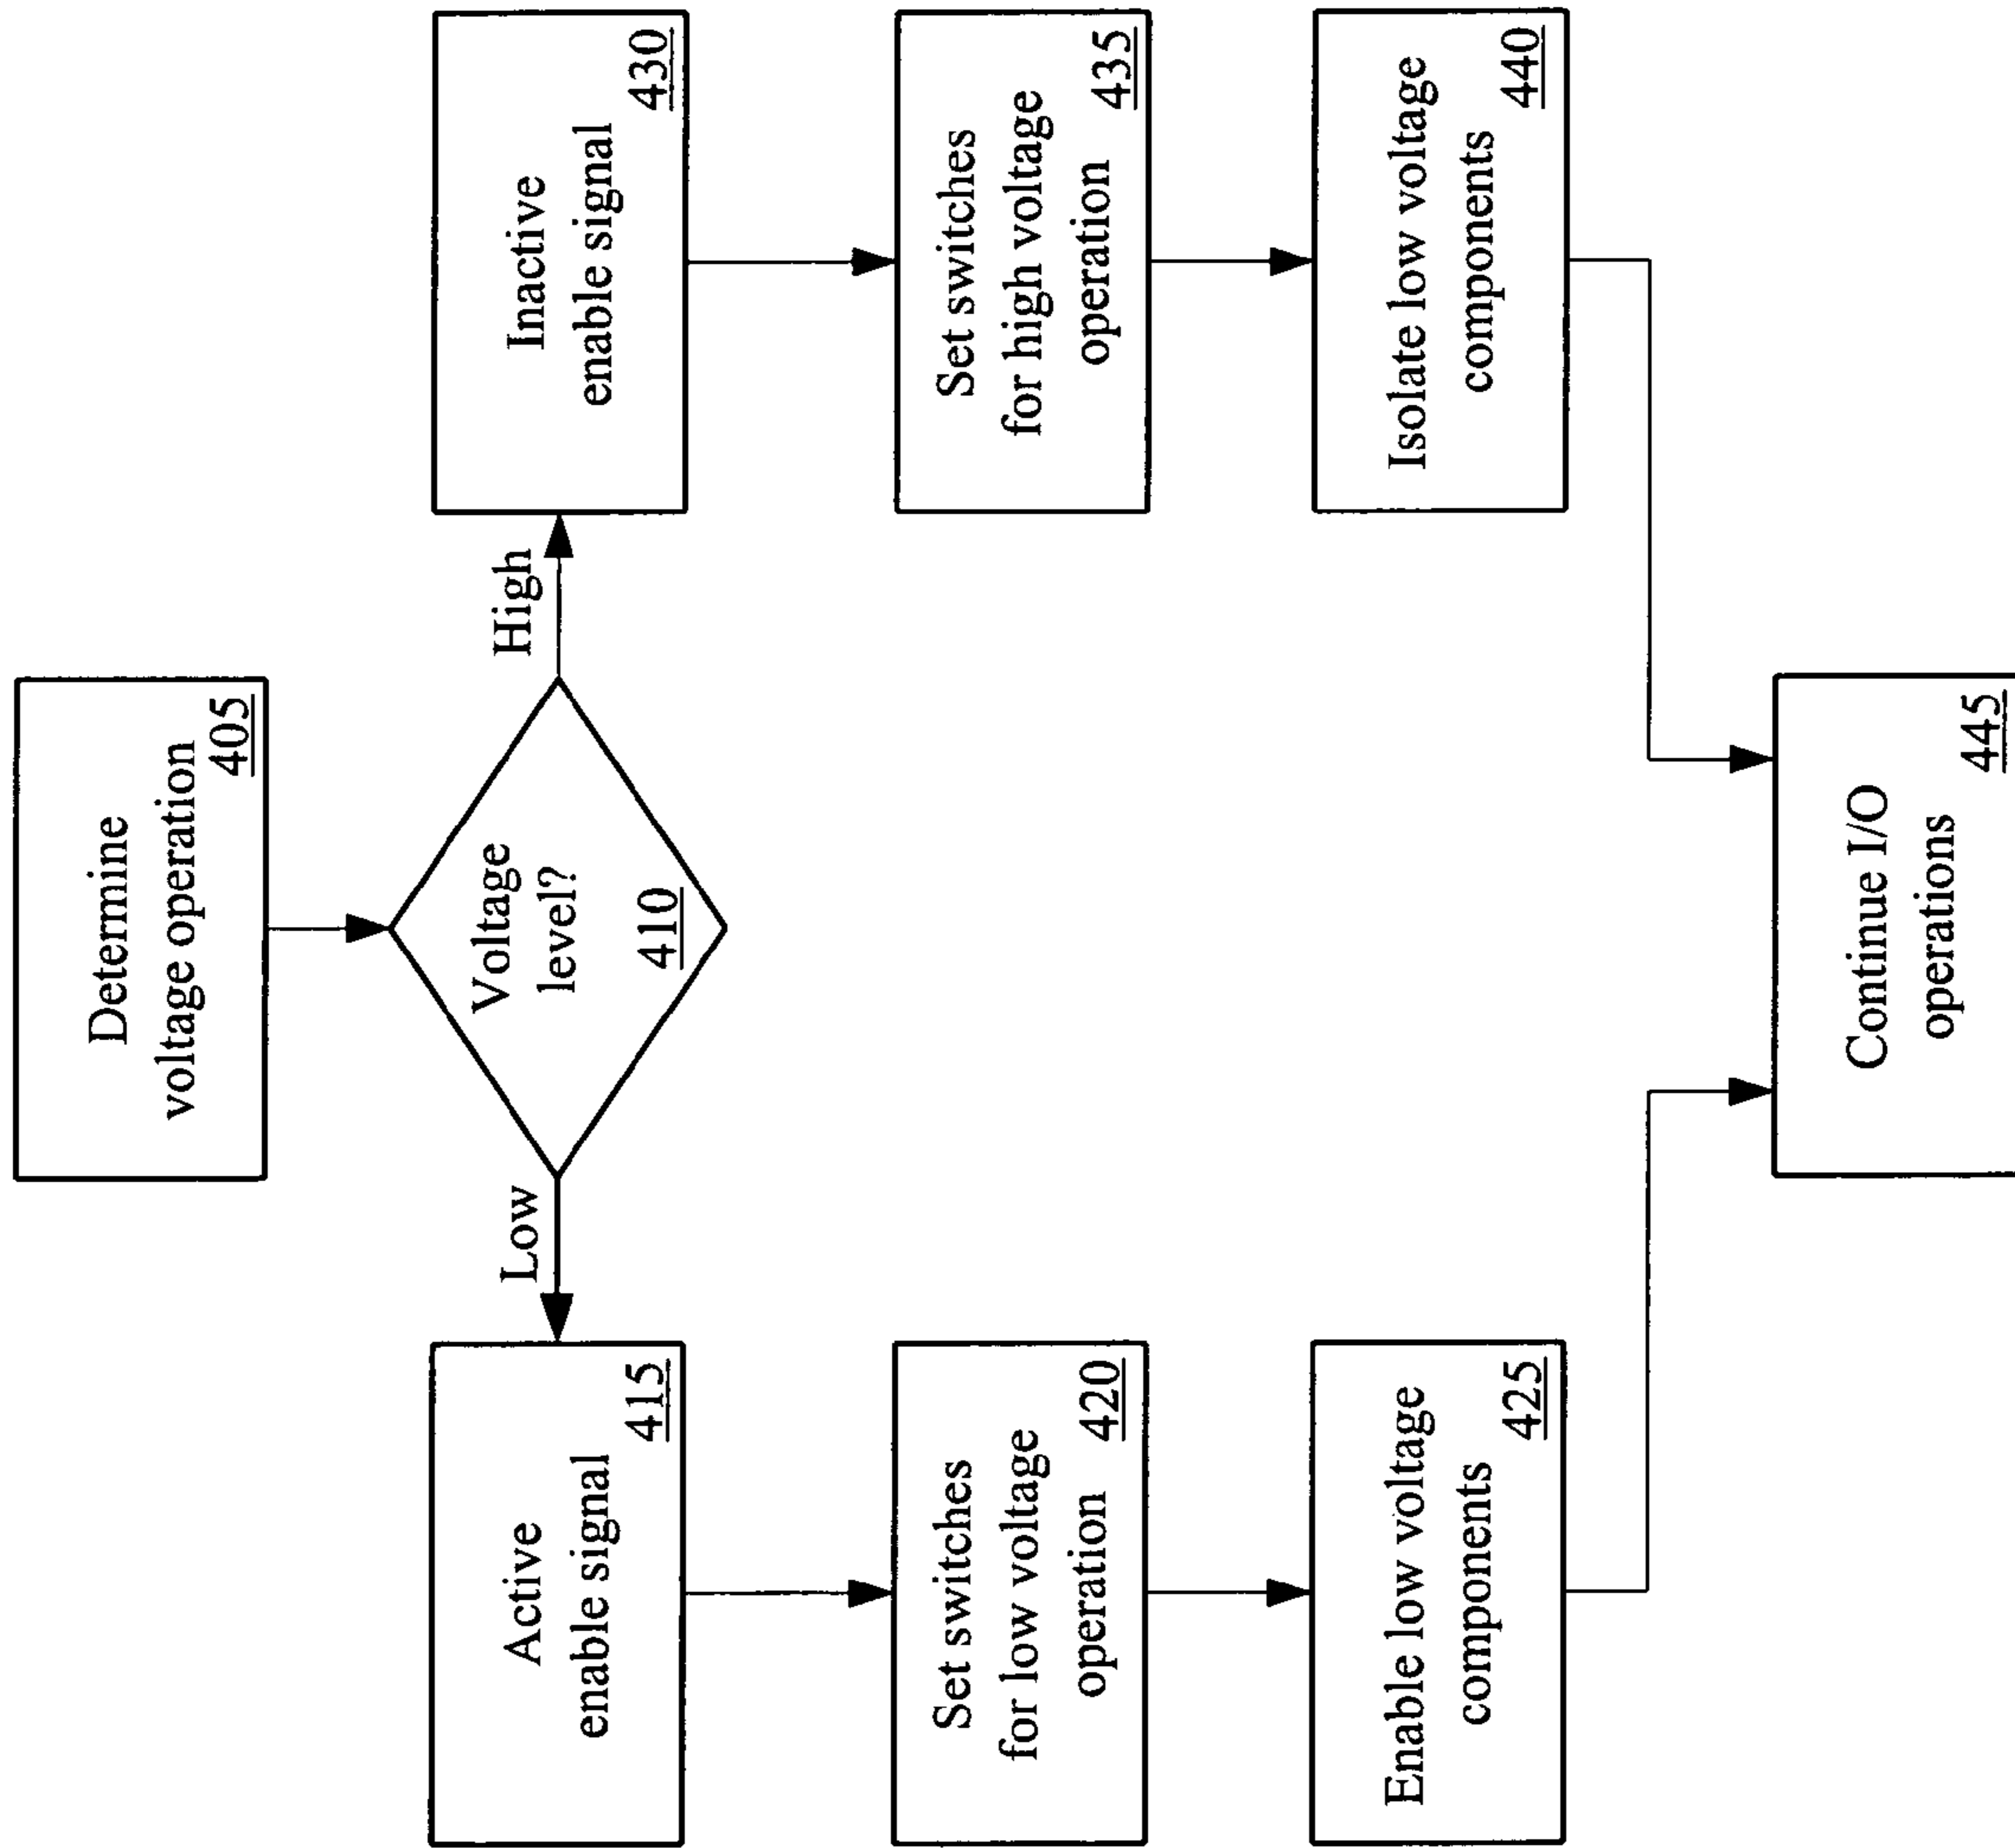 Determine
voltage operation
405
Voltage
level?
410
Low
High
Active
enable signal
415
Set switches
for low voltage
operation
420
Enable low voltage
components
425
Inactive
enable signal
430
Set switches
for high voltage
operation
435
Isolate low voltage
components
440
Continue I/O
operations
445